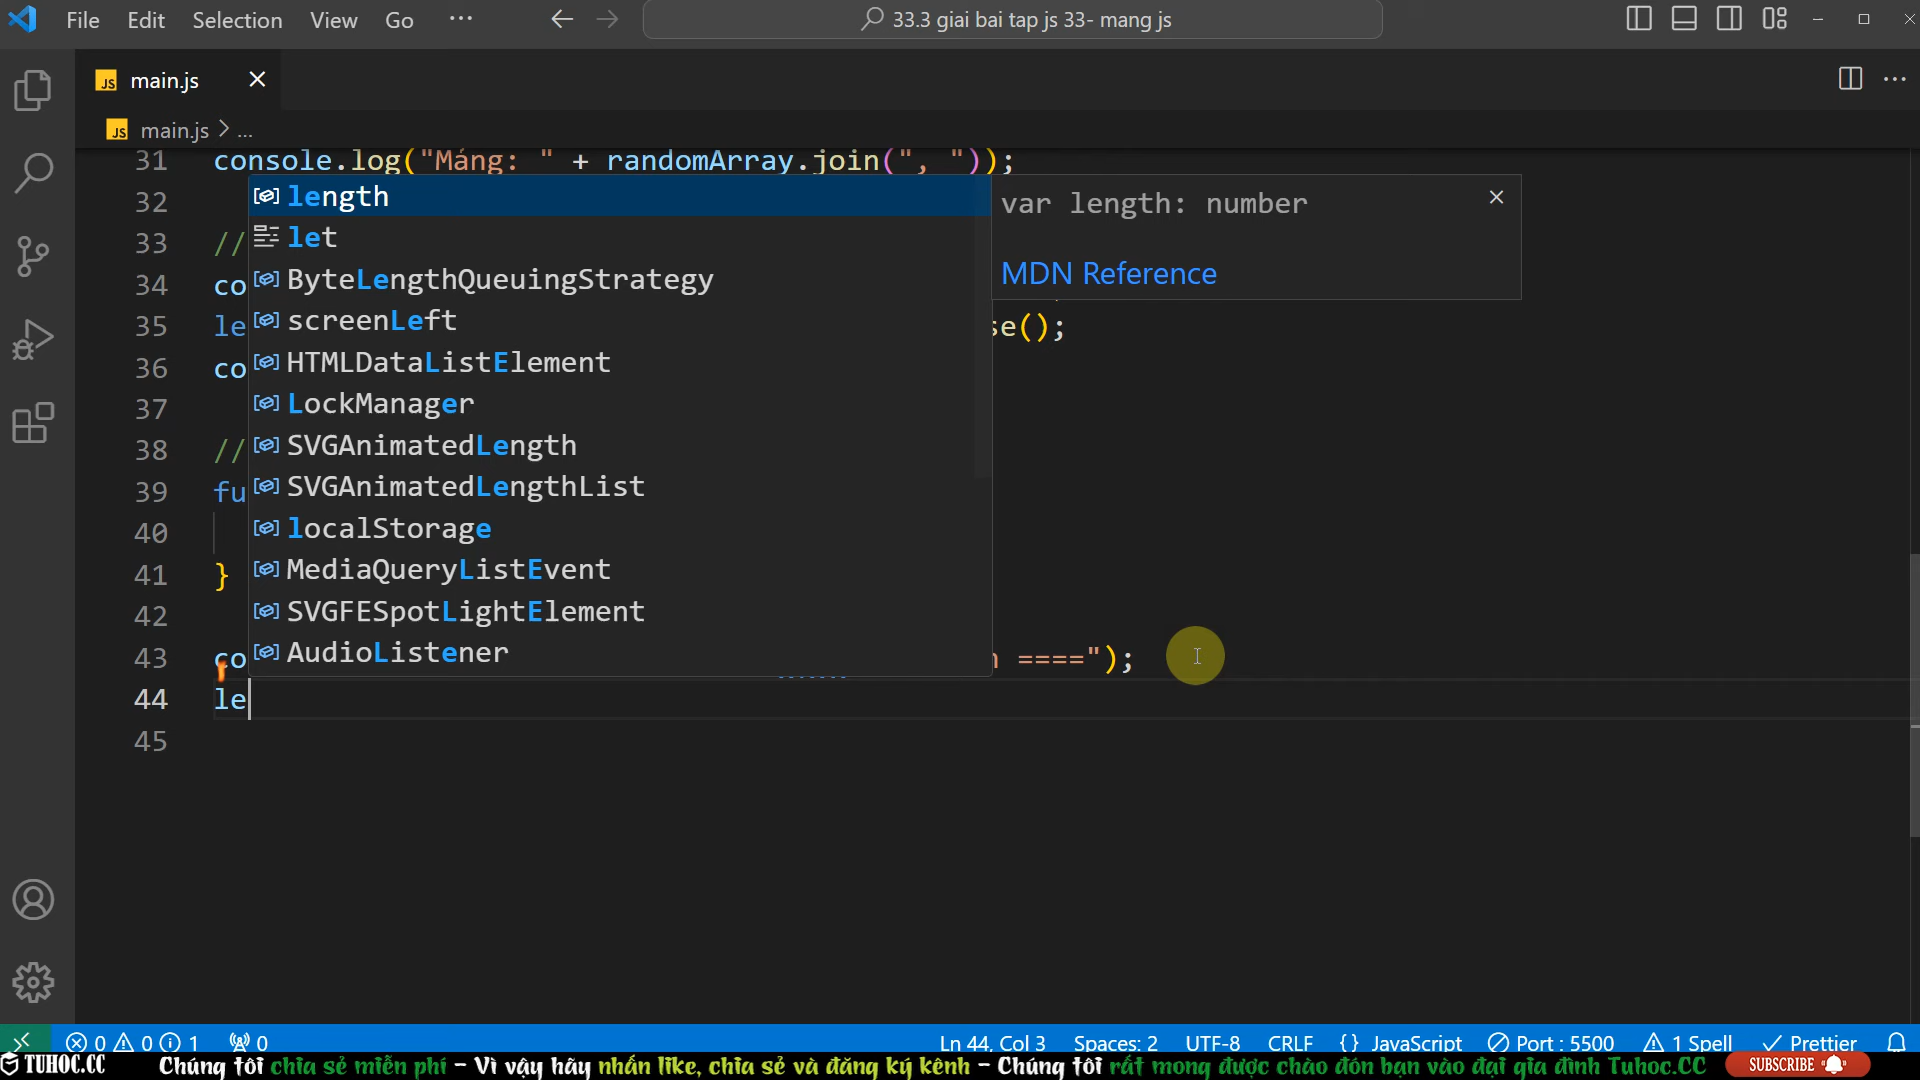 File Edit Selection View Go ··· 33.3 giai bai tap js 33- mang js
JS main.js
JS main.js > ...
31 console.log("Mảng: " + randomArray.join(", "));
32
33 //
34 co
35 le se();
36 co
37
38 //
39 fu
40
41 }
42
43 co ====");
44 le
45
length
let
ByteLengthQueuingStrategy
screenLeft
HTMLDataListElement
LockManager
SVGAnimatedLength
SVGAnimatedLengthList
localStorage
MediaQueryListEvent
SVGFESpotLightElement
AudioListener
var length: number
MDN Reference
0 0 1 0 Ln 44, Col 3 Spaces: 2 UTF-8 CRLF {} JavaScript Port : 5500 1 Spell Prettier
TUHOC.CC Chúng tôi chia sẻ miễn phí - Vì vậy hãy nhấn like, chia sẻ và đăng ký kênh - Chúng tôi rất mong được chào đón bạn vào đại gia đình Tuhoc.CC SUBSCRIBE